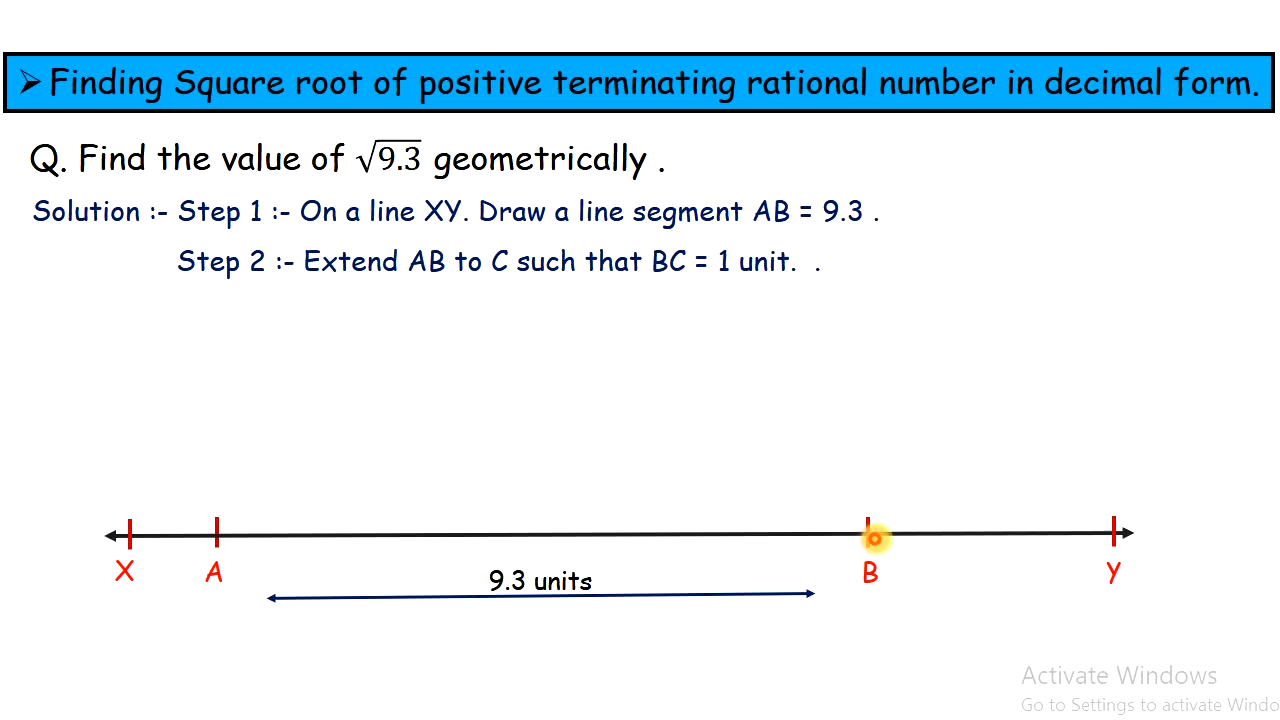 ➢ Finding Square root of positive terminating rational number in decimal form.
Q. Find the value of √9.3 geometrically .
Solution :- Step 1 :- On a line XY. Draw a line segment AB = 9.3 .
Step 2 :- Extend AB to C such that BC = 1 unit. .
X A B Y
9.3 units
Activate Windows
Go to Settings to activate Windo